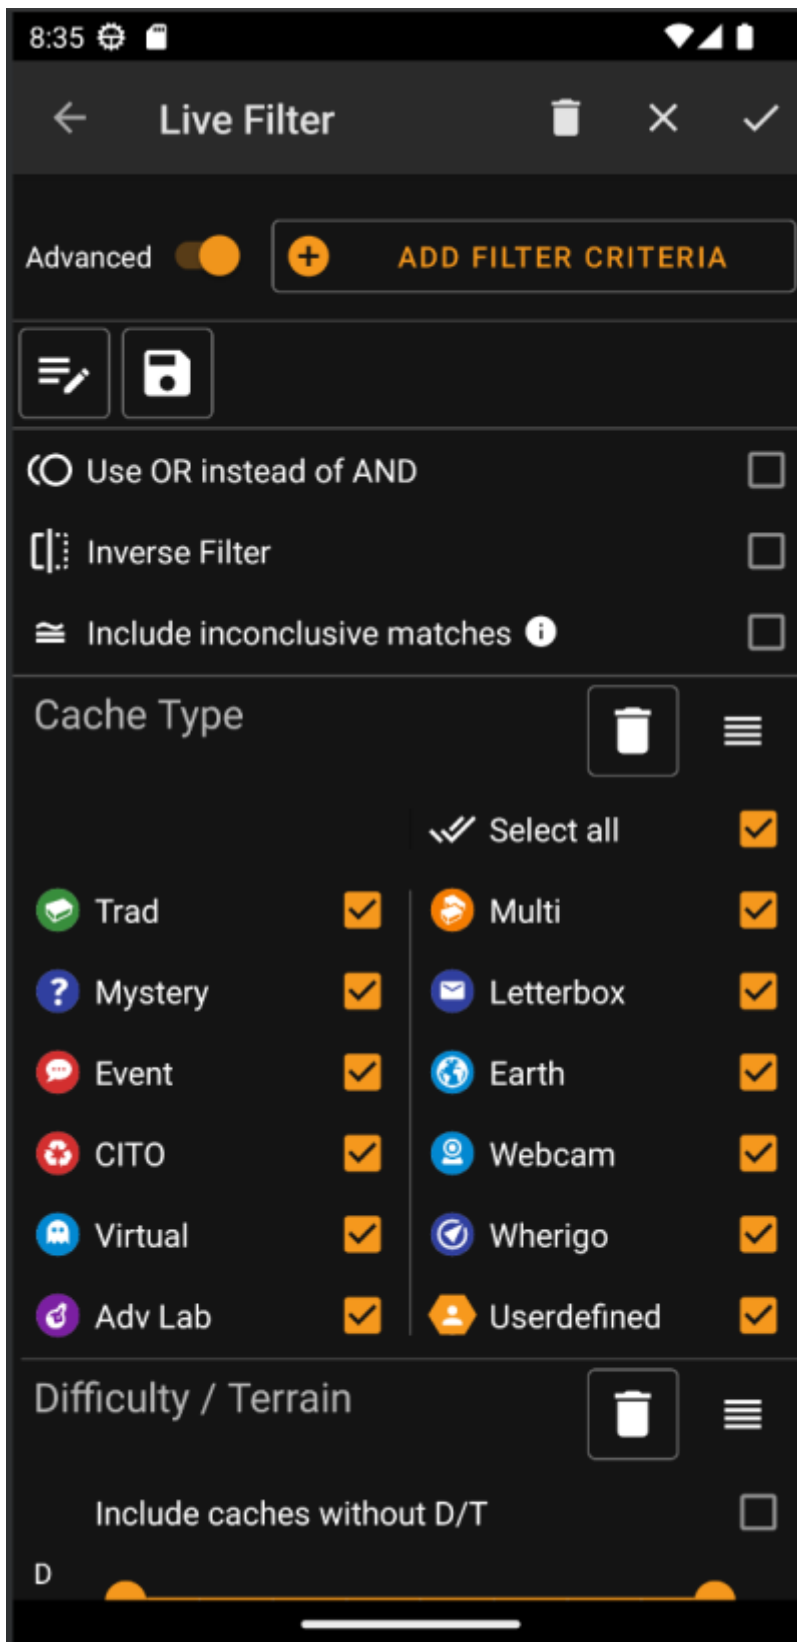 8:35
Live Filter
Advanced
ADD FILTER CRITERIA
Use OR instead of AND
Inverse Filter
Include inconclusive matches
Cache Type
Select all
Trad
Multi
Mystery
Letterbox
Event
Earth
CITO
Webcam
Virtual
Wherigo
Adv Lab
Userdefined
Difficulty / Terrain
Include caches without D/T
D